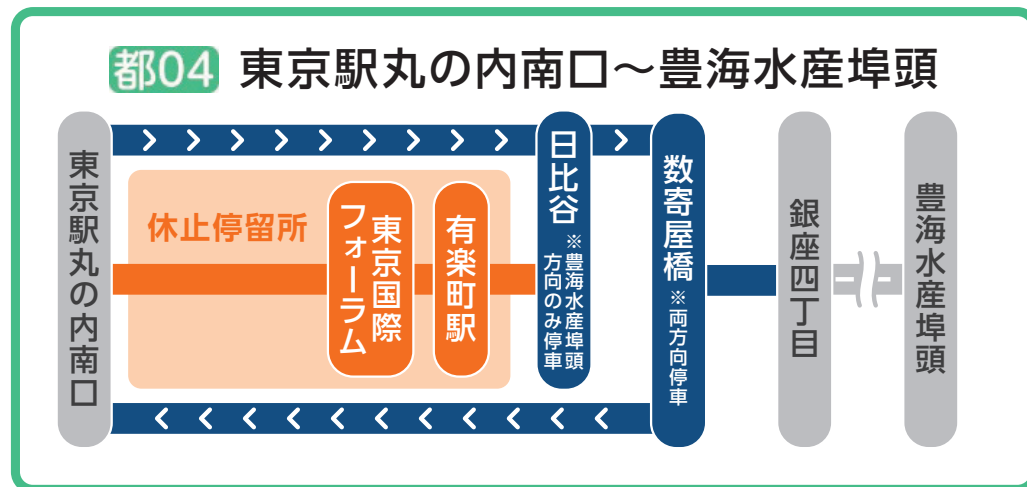 都04 東京駅丸の内南口～豊海水産埠頭
東京駅丸の内南口
休止停留所
東京国際
フォーラム
有楽町駅
日比谷
※豊海水産埠頭
方向のみ停車
数寄屋橋
※両方向停車
銀座四丁目
豊海水産埠頭